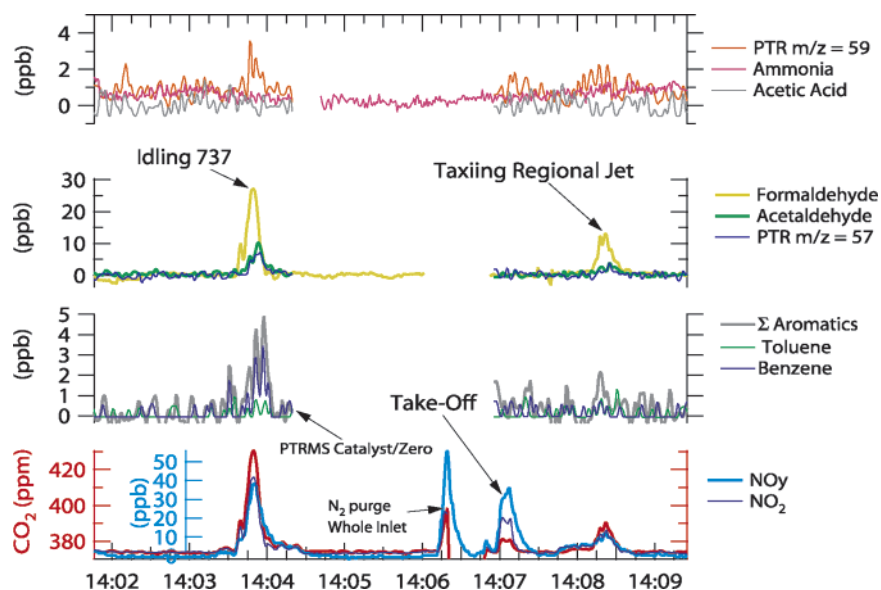 4
2
0
(ppb)
PTR m/z = 59
Ammonia
Acetic Acid
Idling 737
Taxiing Regional Jet
30
20
10
0
(ppb)
Formaldehyde
Acetaldehyde
PTR m/z = 57
5
4
3
2
1
0
(ppb)
Σ Aromatics
Toluene
Benzene
Take-Off
PTRMS Catalyst/Zero
420
400
380
CO2 (ppm)
50
40
30
20
10
0
(ppb)
N2 purge
Whole Inlet
NOy
NO2
14:02 14:03 14:04 14:05 14:06 14:07 14:08 14:09